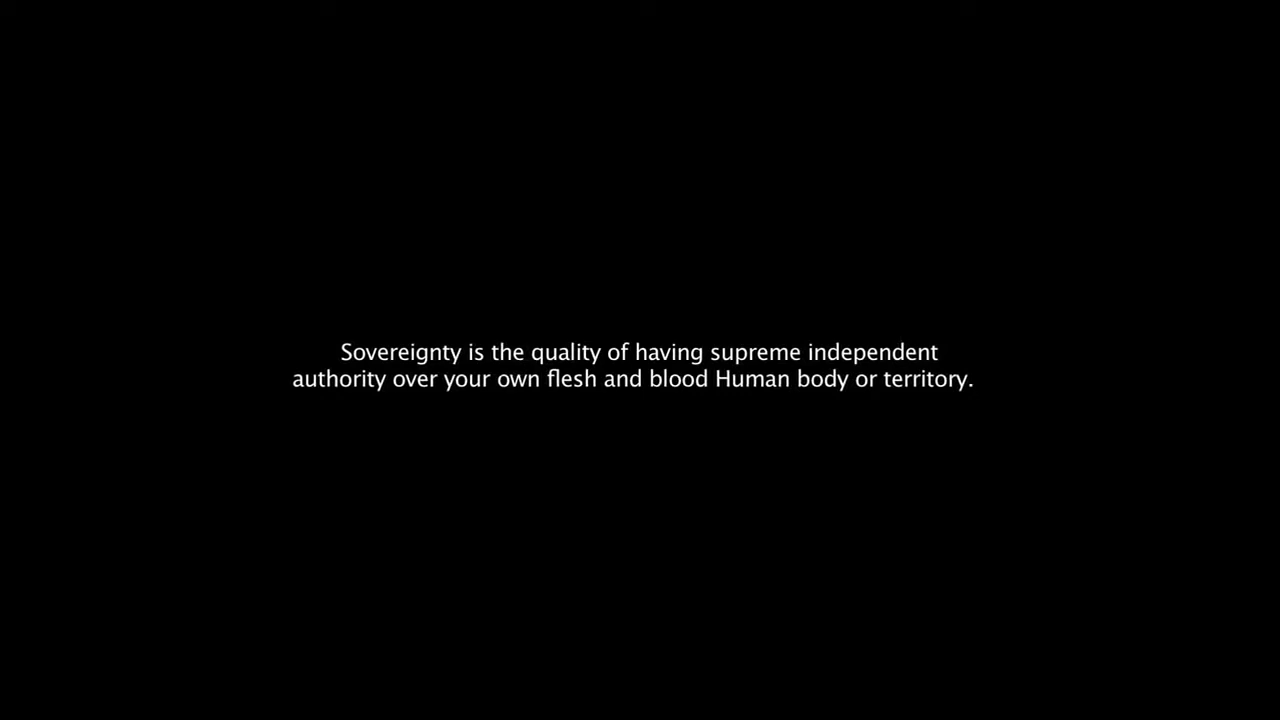 Sovereignty is the quality of having supreme independent
authority over your own flesh and blood Human body or territory.